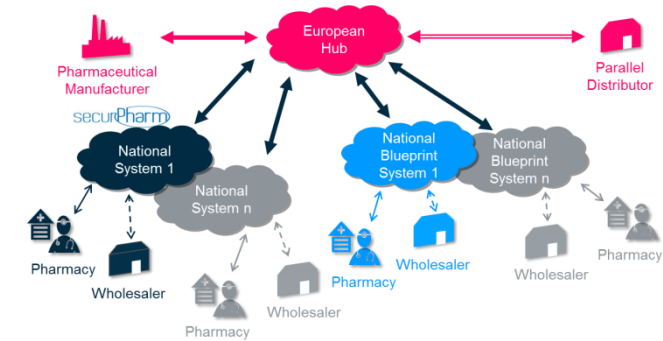 European
Hub
Pharmaceutical
Manufacturer
Parallel
Distributor
securPharm
National
System 1
National
System n
National
Blueprint
System 1
National
Blueprint
System n
Pharmacy
Wholesaler
Pharmacy
Wholesaler
Pharmacy
Wholesaler
Wholesaler
Pharmacy